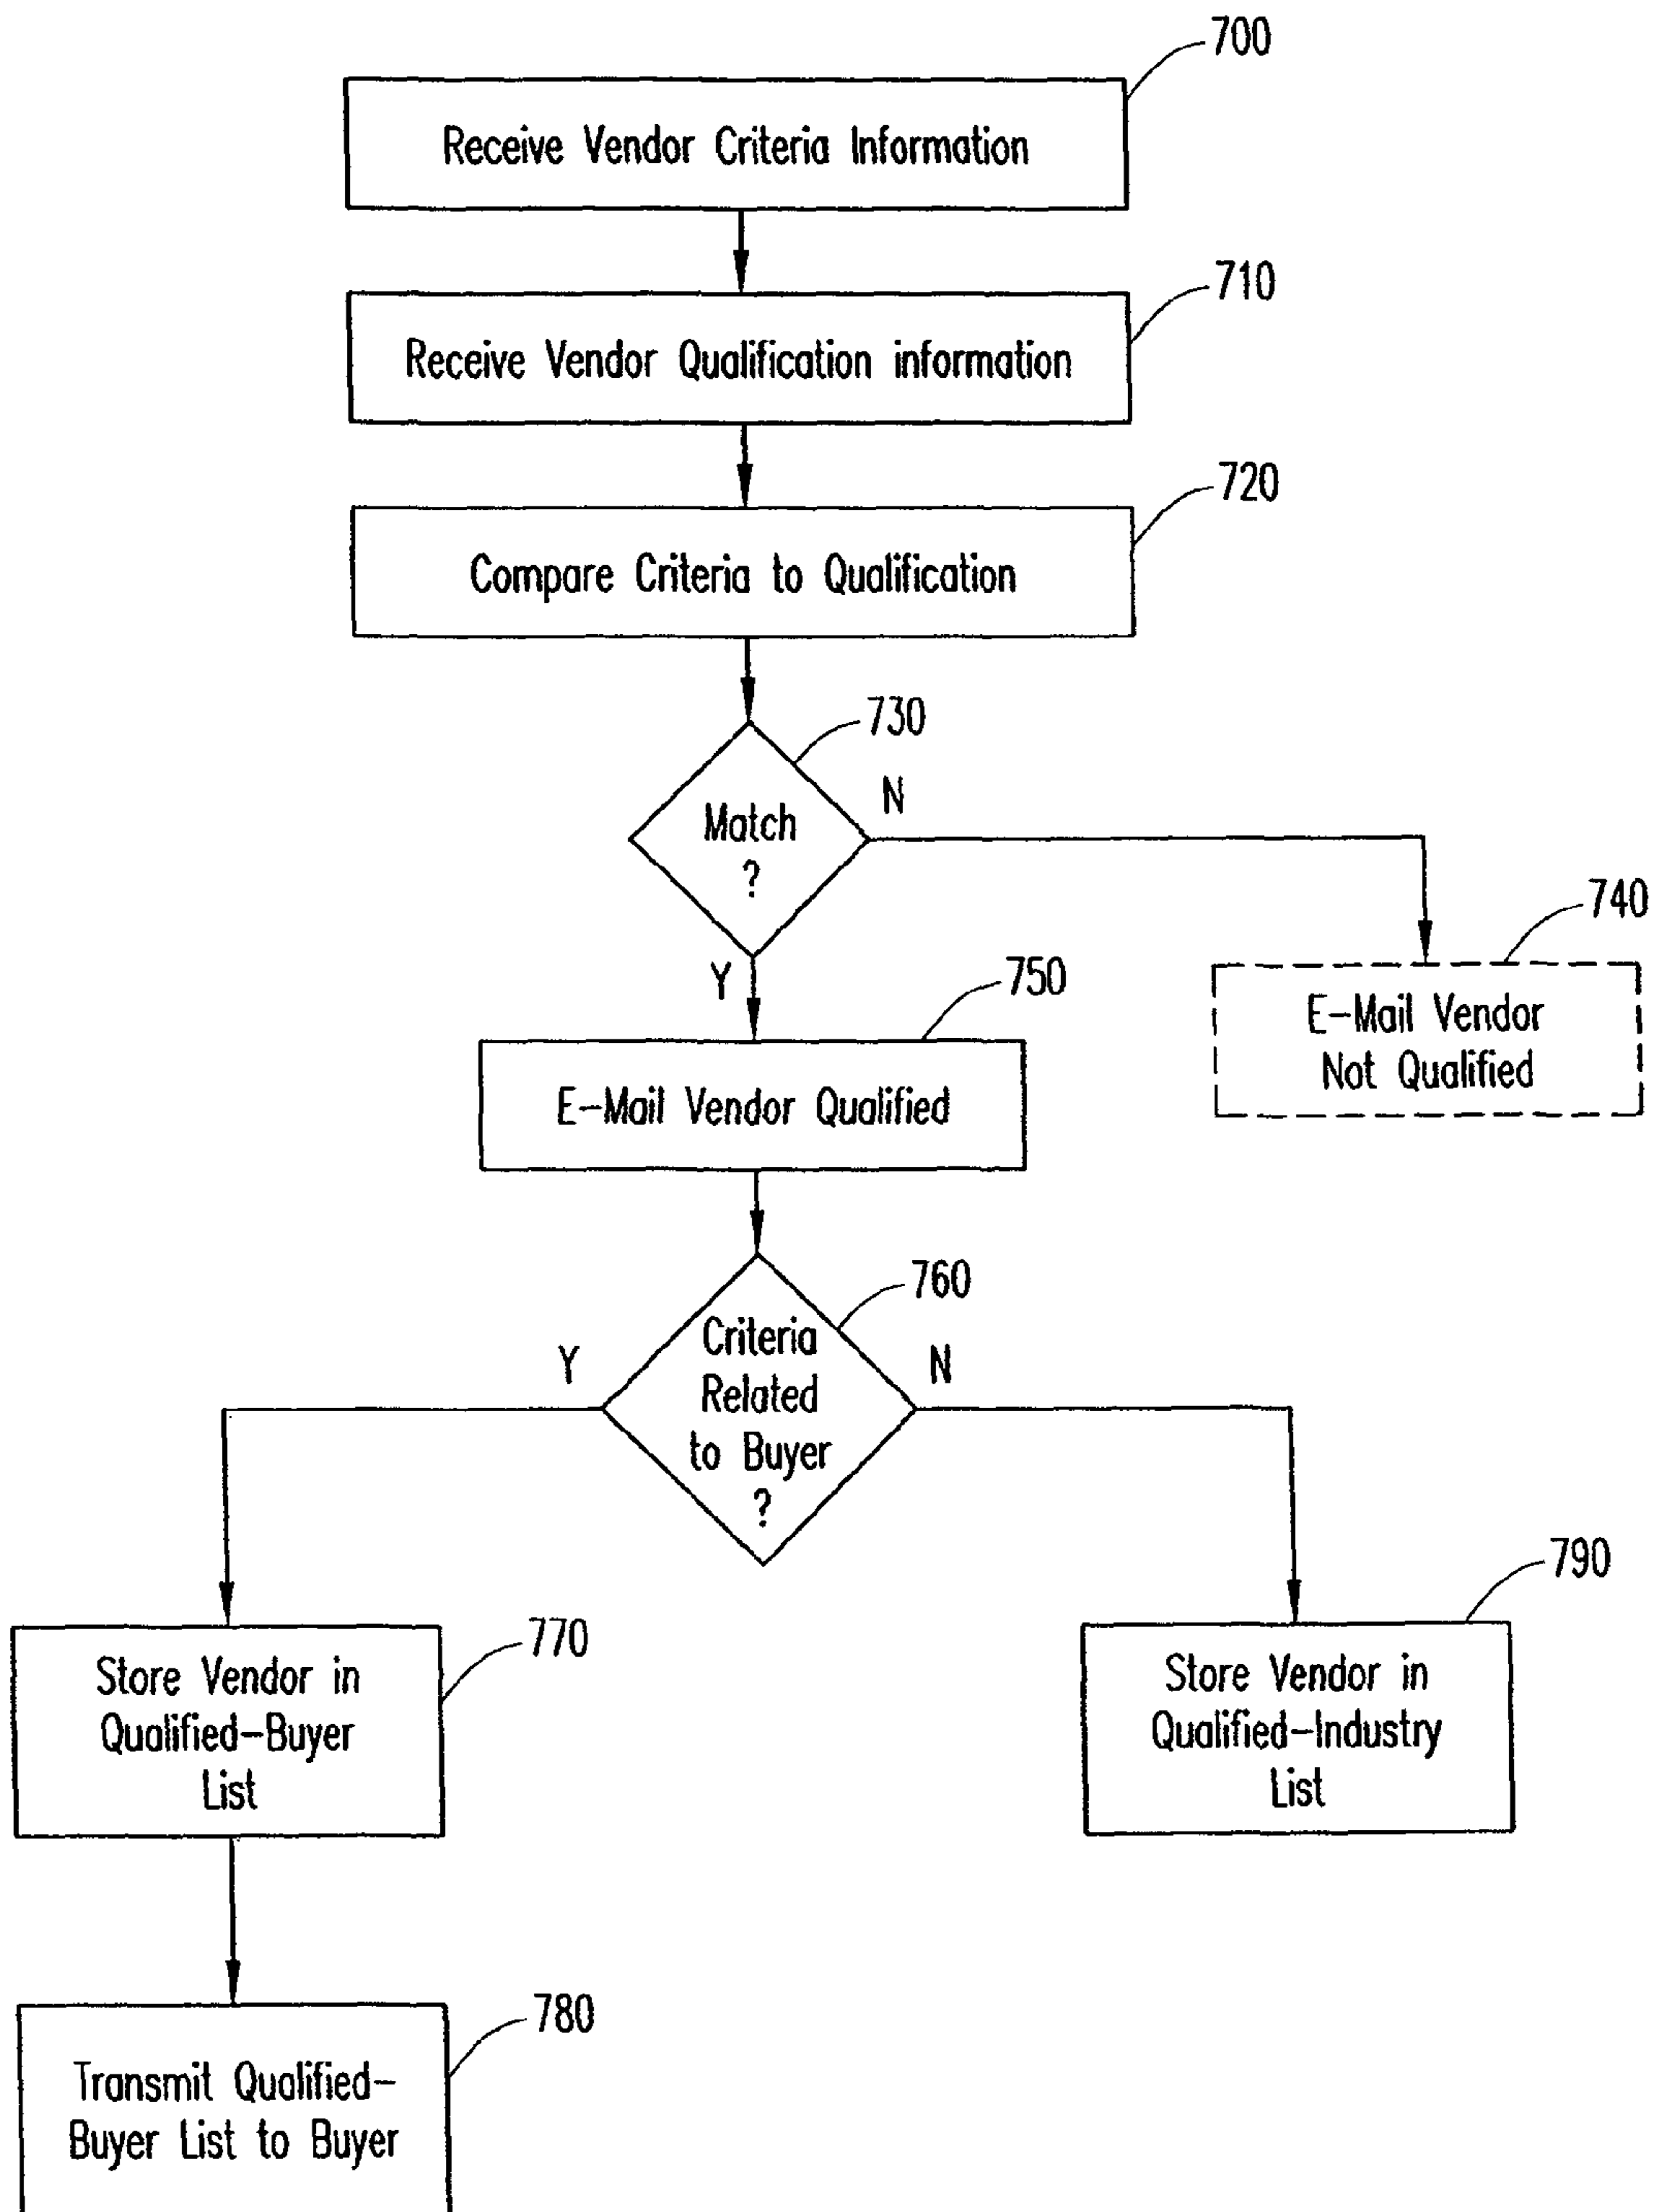 700
Receive Vendor Criteria Information
710
Receive Vendor Qualification information
720
Compare Criteria to Qualification
730
Match
?
N
Y
740
E-Mail Vendor
Not Qualified
750
E-Mail Vendor Qualified
760
Criteria
Related
to Buyer
?
Y
N
770
Store Vendor in
Qualified-Buyer
List
790
Store Vendor in
Qualified-Industry
List
780
Transmit Qualified-
Buyer List to Buyer